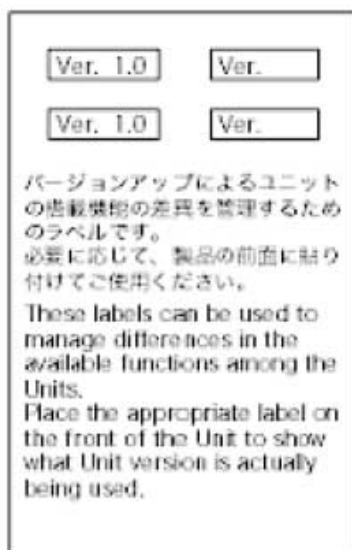 Ver. 1.0 Ver.
Ver. 1.0 Ver.
バージョンアップによるユニット
の搭載機能の差異を管理するため
のラベルです。
必要に応じて、製品の前面に貼り
付けてご使用ください。
These labels can be used to
manage differences in the
available functions among the
Units.
Place the appropriate label on
the front of the Unit to show
what Unit version is actually
being used.